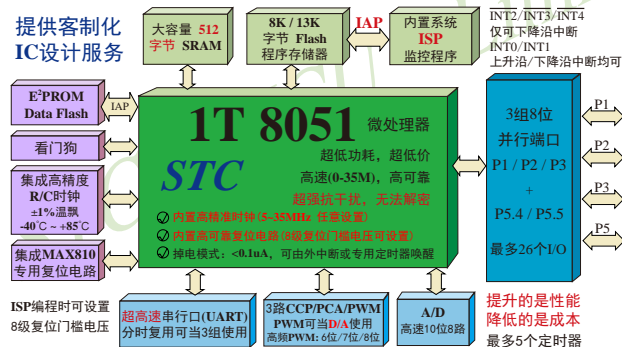 提供客制化
IC设计服务
大容量 512
字节 SRAM
8K / 13K
字节 Flash
程序存储器
IAP
内置系统
ISP
监控程序
INT2 / INT3 / INT4
仅可下降沿中断
INT0/ INT1
上升沿/下降沿中断均可
E²PROM
Data Flash
IAP
看门狗
集成高精度
R/C时钟
±1%温飘
-40℃ ~ +85℃
集成MAX810
专用复位电路
1T 8051 微处理器
STC
超低功耗，超低价
高速(0-35M)，高可靠
超强抗干扰，无法解密
内置高精准时钟(5~35MHz 任意设置)
内置高可靠复位电路(8级复位门槛电压可设置)
掉电模式：<0.1uA，可由外中断或专用定时器唤醒
3组8位
并行端口
P1 / P2 / P3
+
P5.4 / P5.5
最多26个I/O
P1
P2
P3
P5
ISP编程时可设置
8级复位门槛电压
超高速串行口(UART)
分时复用可当3组使用
3路CCP/PCA/PWM
PWM可当D/A使用
高频PWM: 6位/7位/8位
A/D
高速10位8路
提升的是性能
降低的是成本
最多5个定时器